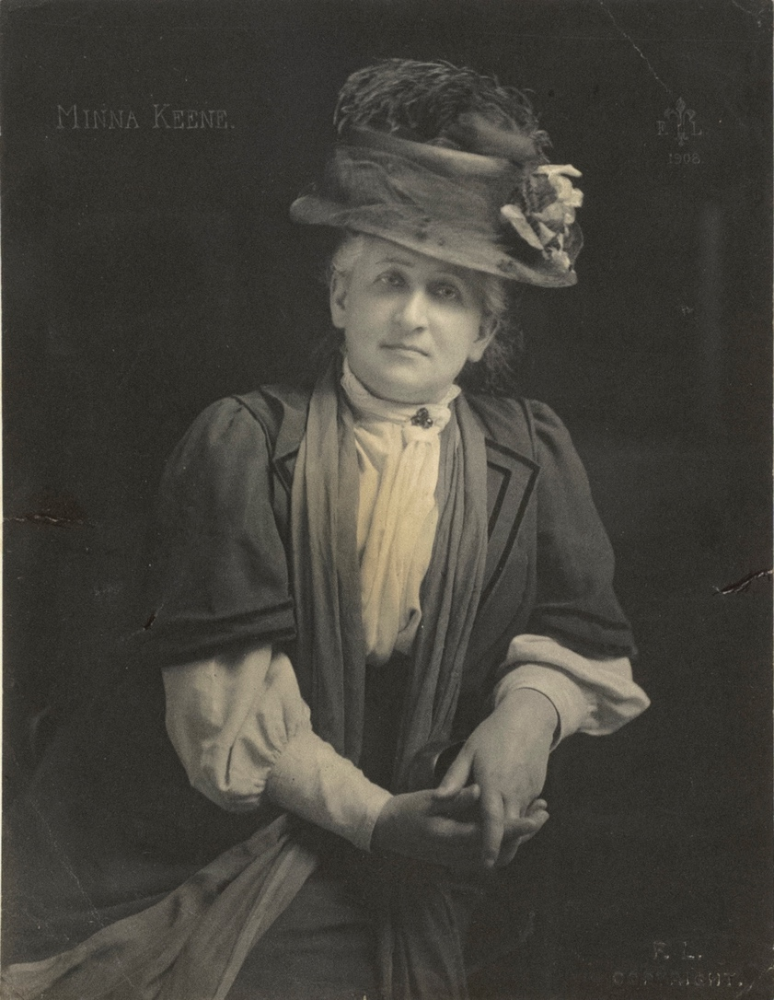 MINNA KEENE.
F. L.
1908
F. L.
COPYRIGHT.